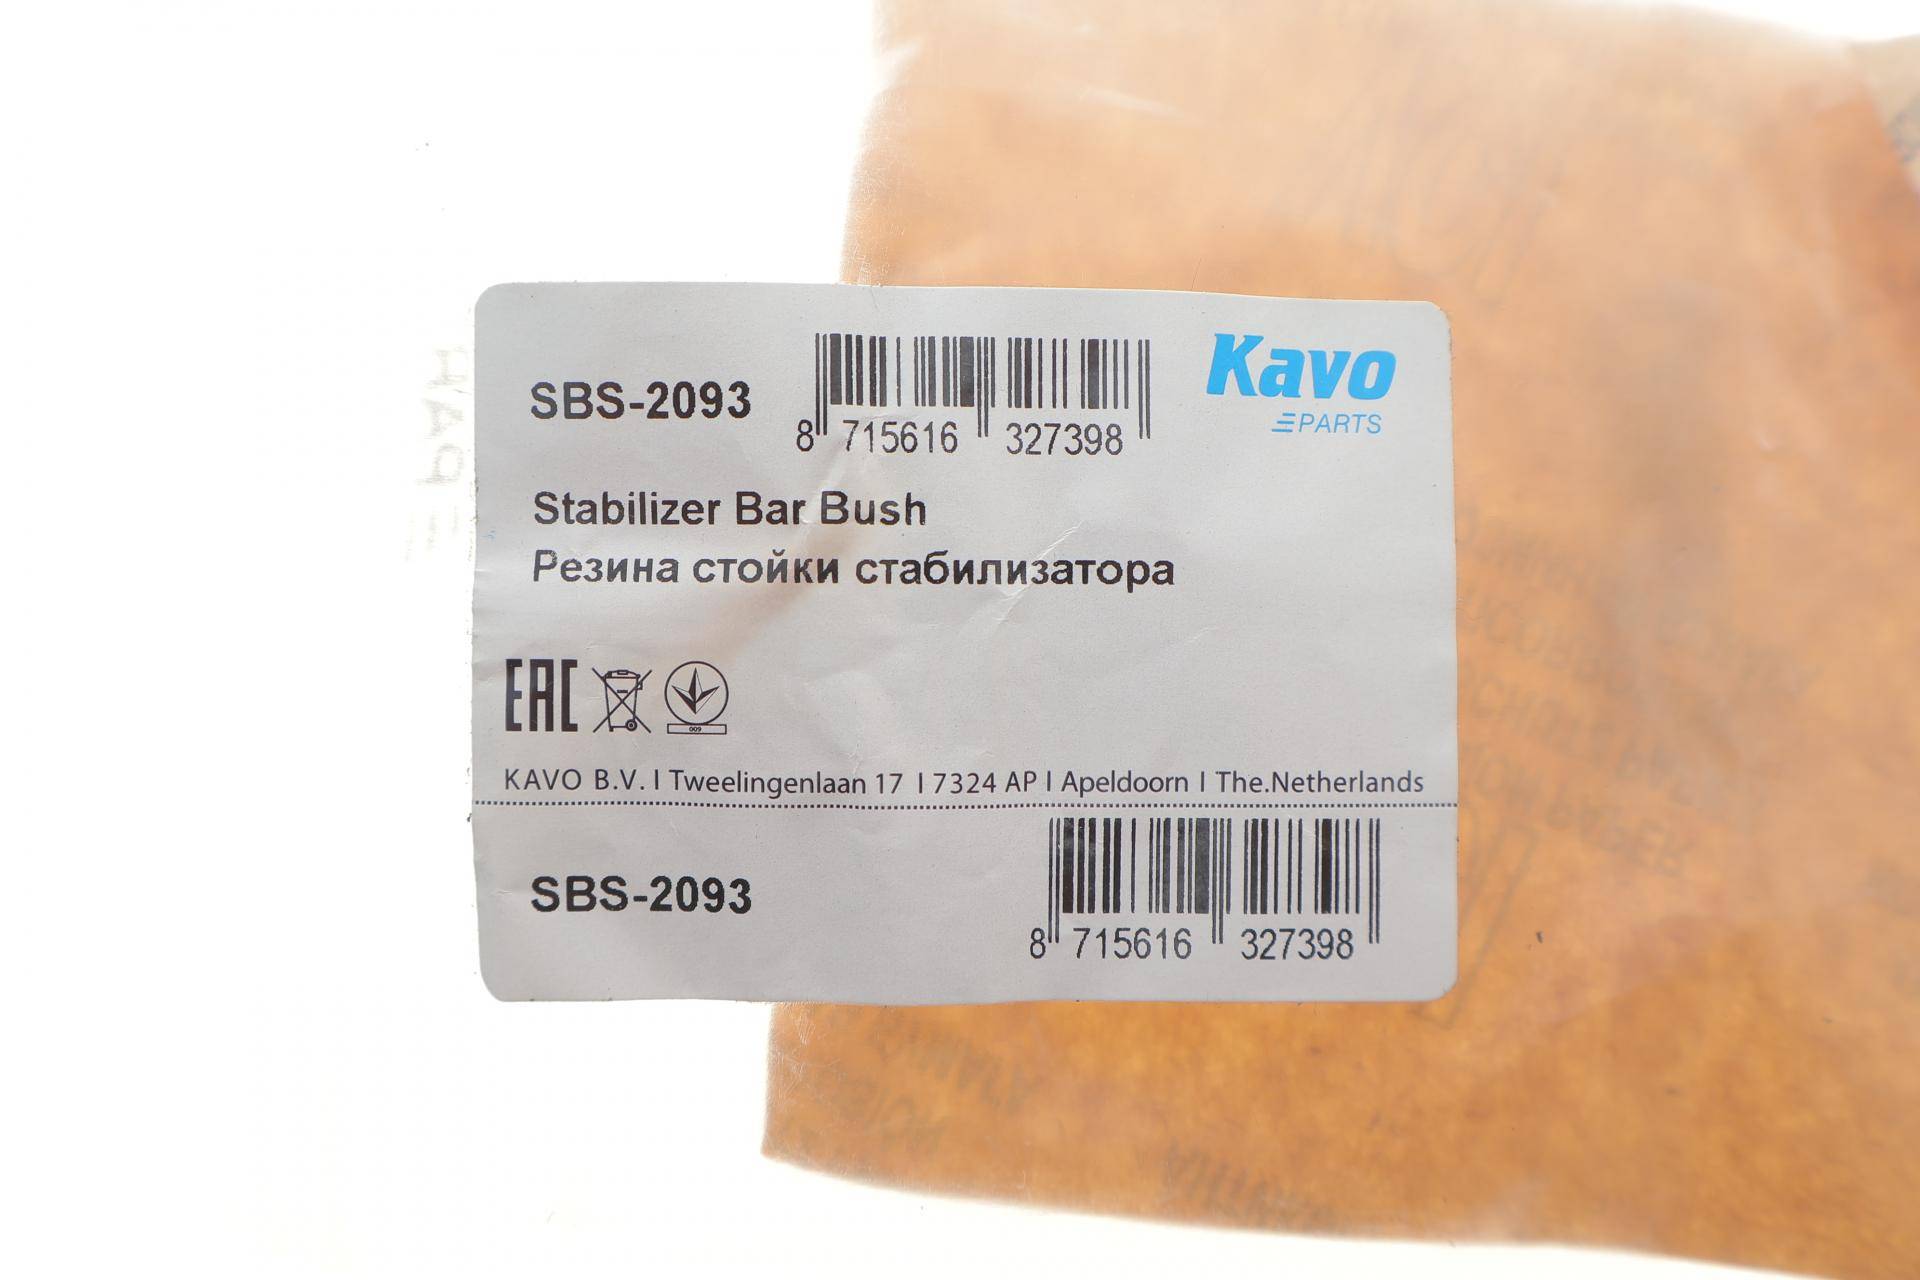 SBS-2093
8 715616 327398
Kavo
PARTS
Stabilizer Bar Bush
Резина стойки стабилизатора
EAC
009
KAVO B.V. I Tweelingenlaan 17 I 7324 AP I Apeldoorn I The.Netherlands
SBS-2093
8 715616 327398